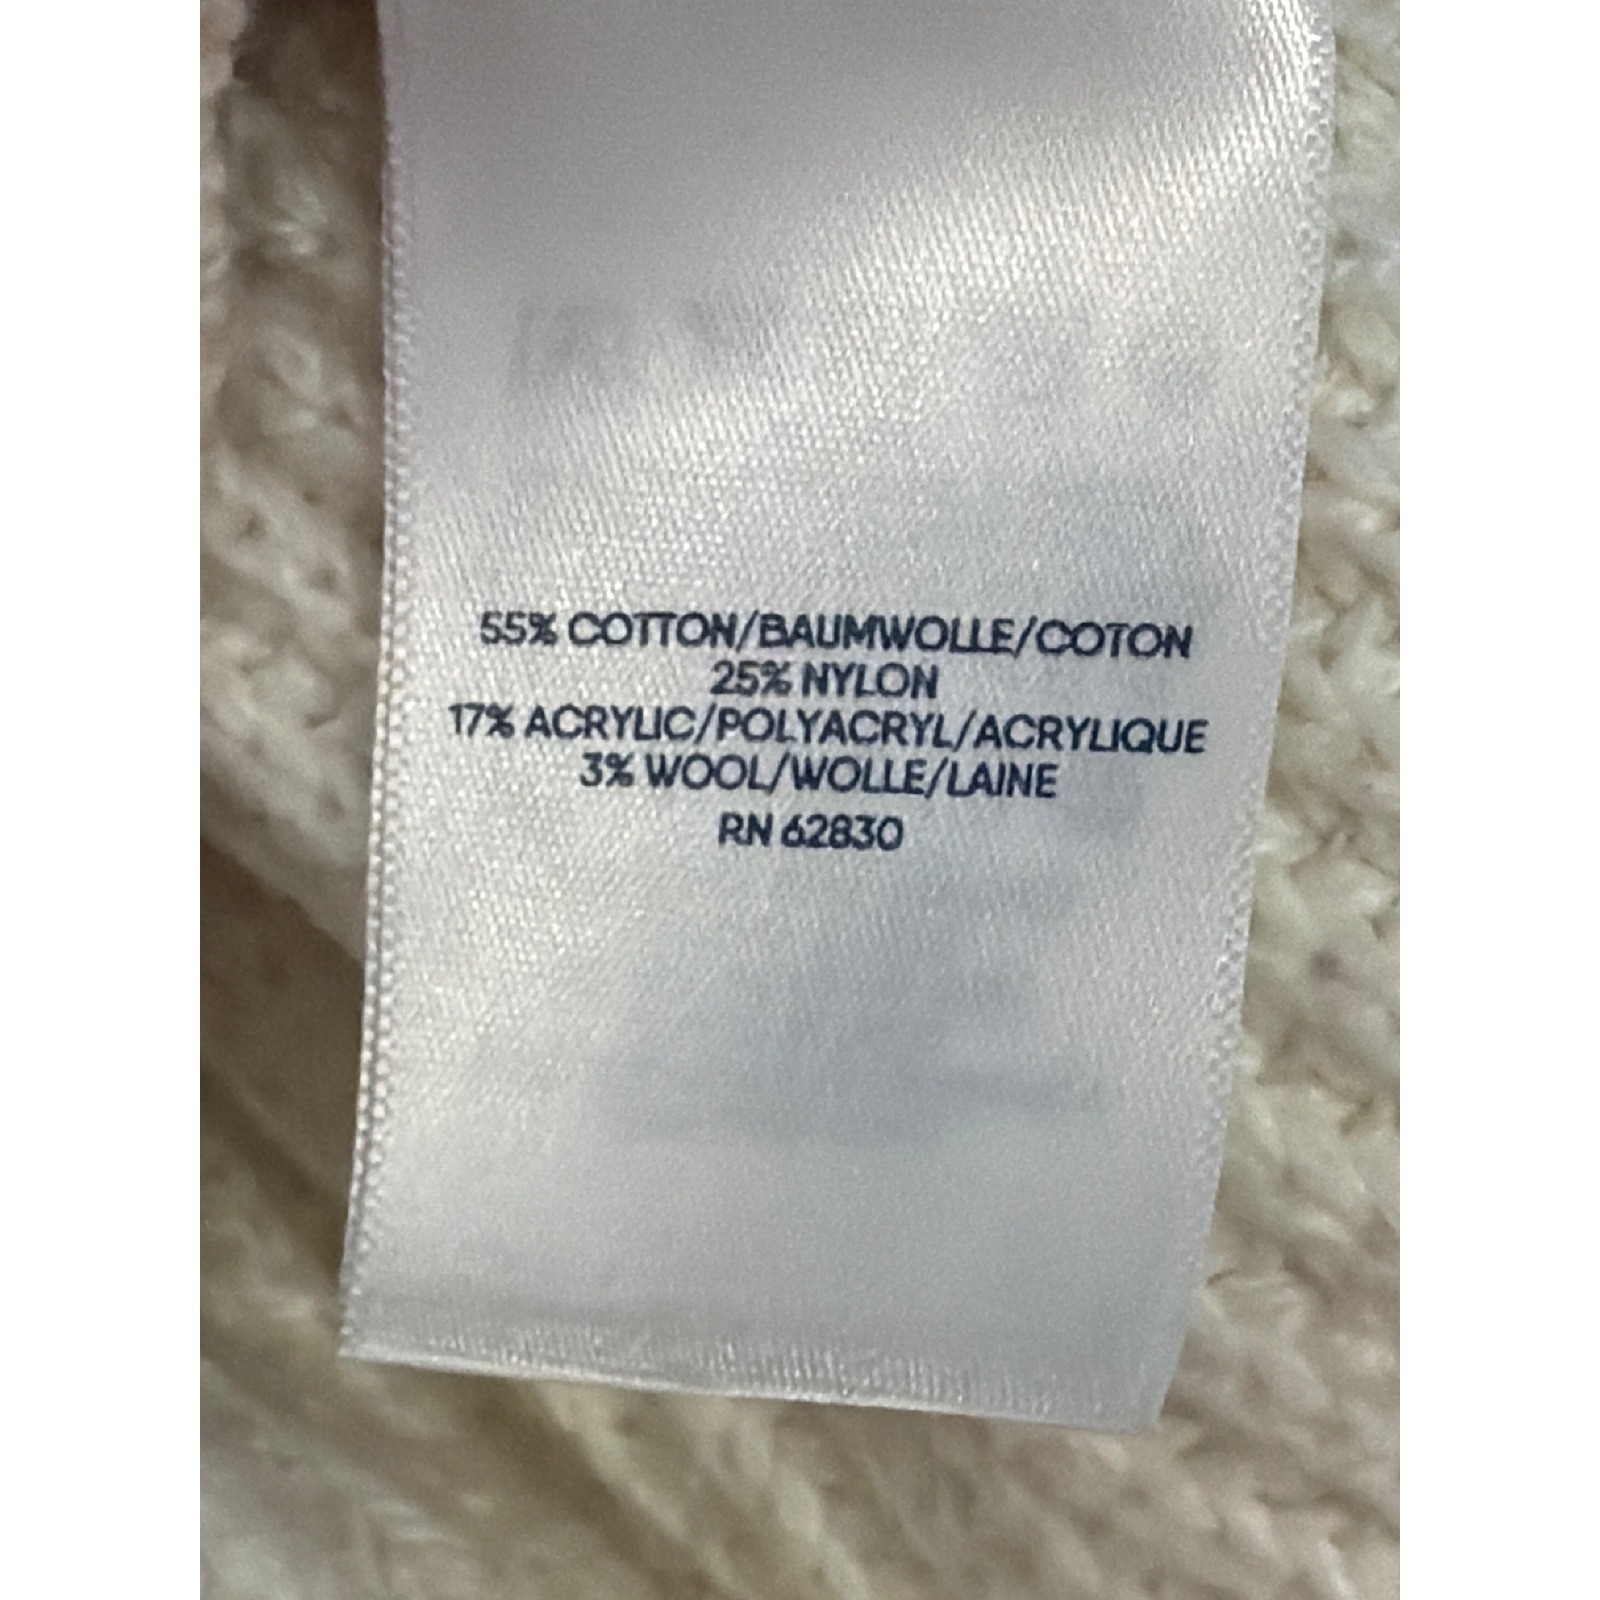 55% COTTON/BAUMWOLLE/COTON
25% NYLON
17% ACRYLIC/POLYACRYL/ACRYLIQUE
3% WOOL/WOLLE/LAINE
RN 62830